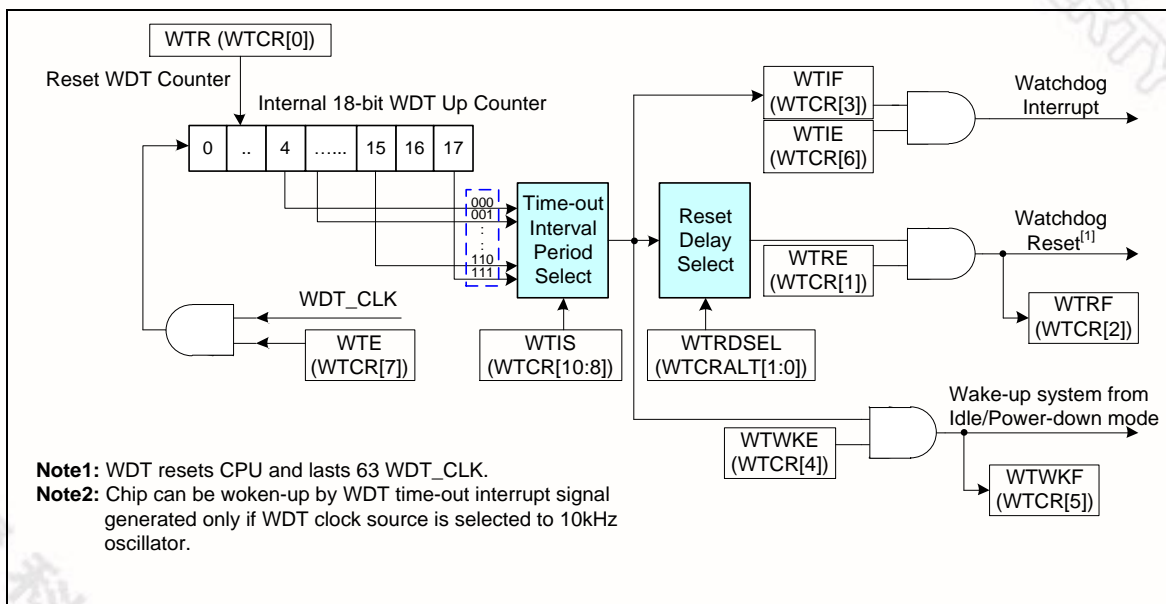 WTR (WTCR[0])
Reset WDT Counter
Internal 18-bit WDT Up Counter
0 .. 4 …... 15 16 17
000
001
:
:
110
111
Time-out
Interval
Period
Select
Reset
Delay
Select
WTIF
(WTCR[3])
WTIE
(WTCR[6])
Watchdog
Interrupt
WTRE
(WTCR[1])
Watchdog
Reset[1]
WTRF
(WTCR[2])
WDT_CLK
WTE
(WTCR[7])
WTIS
(WTCR[10:8])
WTRDSEL
(WTCRALT[1:0])
WTWKE
(WTCR[4])
Wake-up system from
Idle/Power-down mode
WTWKF
(WTCR[5])
Note1: WDT resets CPU and lasts 63 WDT_CLK.
Note2: Chip can be woken-up by WDT time-out interrupt signal
generated only if WDT clock source is selected to 10kHz
oscillator.